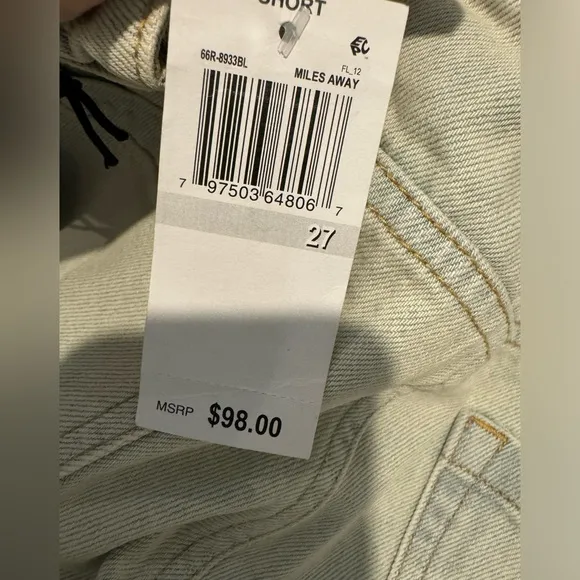 SHORT
66R-8933BL
FL_12
MILES AWAY
7 97503 64806 7
27
MSRP $98.00